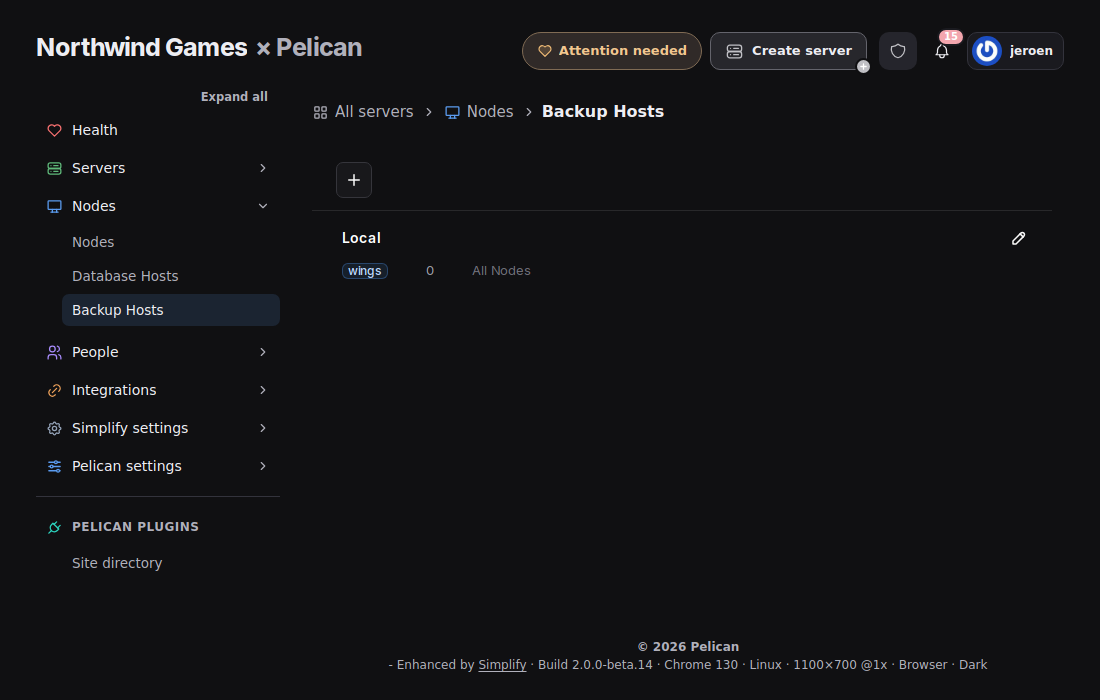 Northwind Games × Pelican
Attention needed
Create server
15
jeroen
Expand all
Health
Servers
Nodes
Nodes
Database Hosts
Backup Hosts
People
Integrations
Simplify settings
Pelican settings
PELICAN PLUGINS
Site directory
All servers > Nodes > Backup Hosts
Local
wings 0 All Nodes
© 2026 Pelican
- Enhanced by Simplify · Build 2.0.0-beta.14 · Chrome 130 · Linux · 1100×700 @1x · Browser · Dark